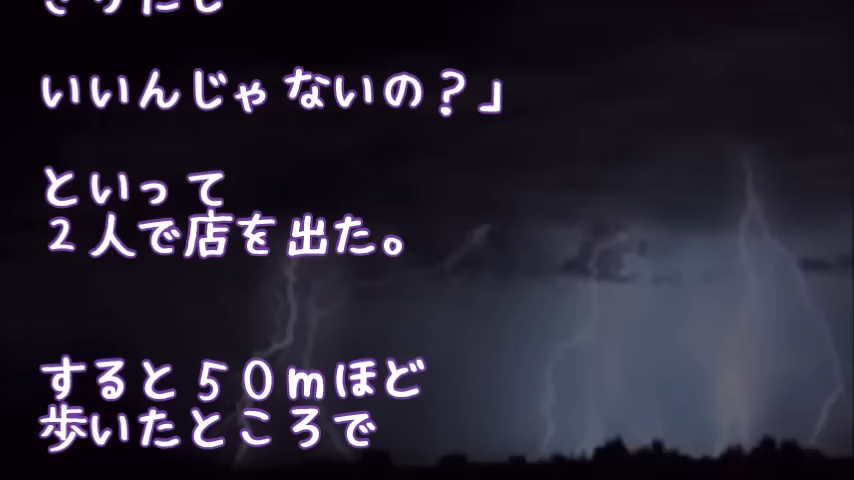 いいんじゃないの？」
といって
２人で店を出た。
すると５０ｍほど
歩いたところで